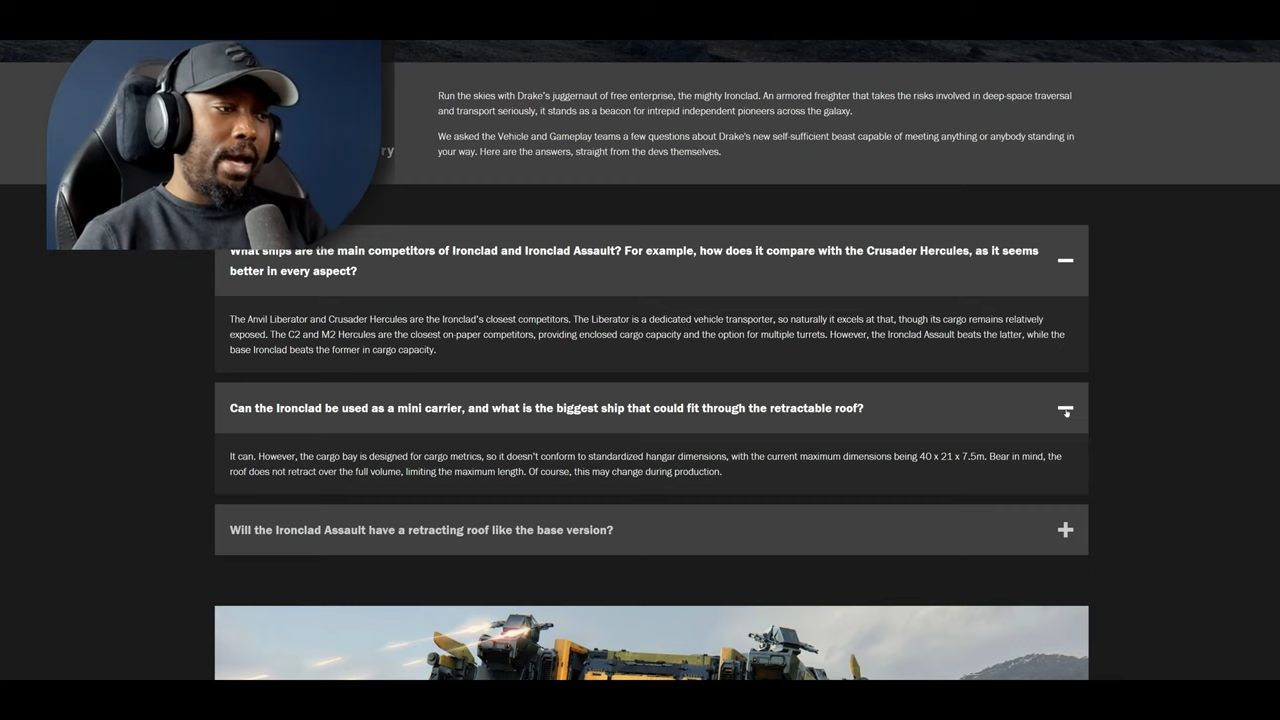 Run the skies with Drake's juggernaut of free enterprise, the mighty Ironclad. An armored freighter that takes the risks involved in deep-space traversal
and transport seriously, it stands as a beacon for intrepid independent pioneers across the galaxy.
We asked the Vehicle and Gameplay teams a few questions about Drake's new self-sufficient beast capable of meeting anything or anybody standing in
ry
your way. Here are the answers, straight from the devs themselves.
What ships are the main competitors of Ironclad and Ironclad Assault? For example, how does it compare with the Crusader Hercules, as it seems
better in every aspect?
The Anvil Liberator and Crusader Hercules are the Ironclad's closest competitors. The Liberator is a dedicated vehicle transporter, so naturally it excels at that, though its cargo remains relatively
exposed. The C2 and M2 Hercules are the closest on-paper competitors, providing enclosed cargo capacity and the option for multiple turrets. However, the Ironclad Assault beats the latter, while the
base Ironclad beats the former in cargo capacity.
Can the Ironclad be used as a mini carrier, and what is the biggest ship that could fit through the retractable roof?
It can. However, the cargo bay is designed for cargo metrics, so it doesn't conform to standardized hangar dimensions, with the current maximum dimensions being 40 x 21 x 7.5m. Bear in mind, the
roof does not retract over the full volume, limiting the maximum length. Of course, this may change during production.
Will the Ironclad Assault have a retracting roof like the base version?